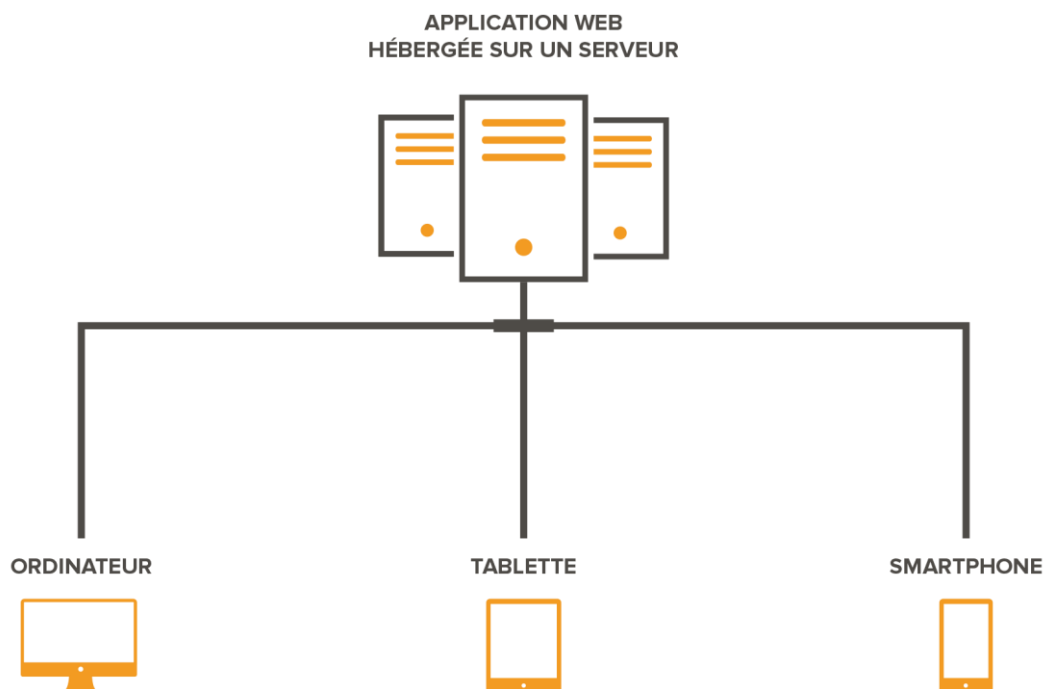 APPLICATION WEB
HÉBERGÉE SUR UN SERVEUR
ORDINATEUR
TABLETTE
SMARTPHONE